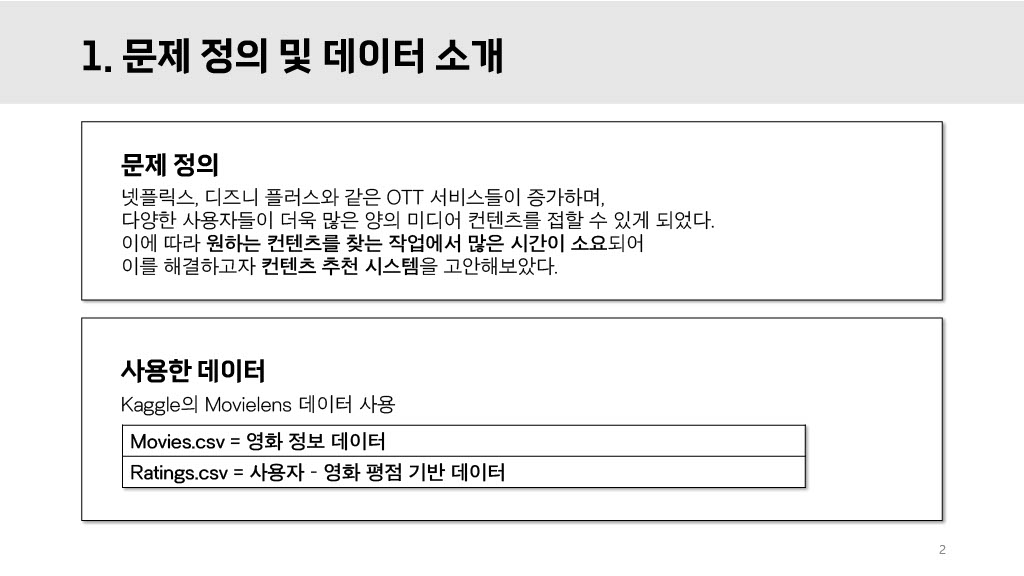 1. 문제 정의 및 데이터 소개
문제 정의
넷플릭스, 디즈니 플러스와 같은 OTT 서비스들이 증가하며,
다양한 사용자들이 더욱 많은 양의 미디어 컨텐츠를 접할 수 있게 되었다.
이에 따라 원하는 컨텐츠를 찾는 작업에서 많은 시간이 소요되어
이를 해결하고자 컨텐츠 추천 시스템을 고안해보았다.
사용한 데이터
Kaggle의 Movielens 데이터 사용
Movies.csv = 영화 정보 데이터
Ratings.csv = 사용자 - 영화 평점 기반 데이터
2